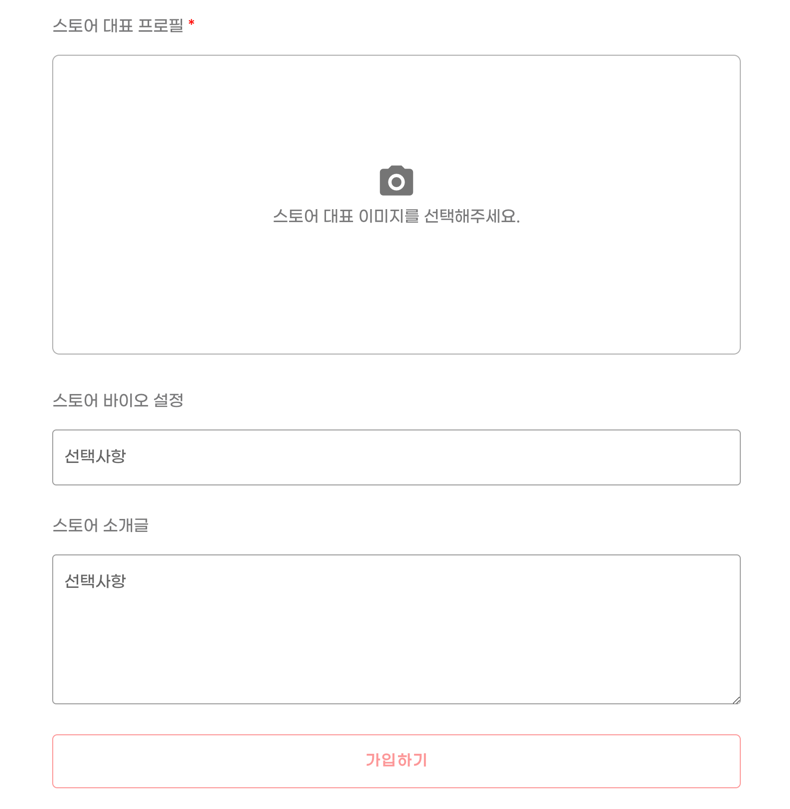 스토어 대표 프로필 *
스토어 대표 이미지를 선택해주세요.
스토어 바이오 설정
선택사항
스토어 소개글
선택사항
가입하기